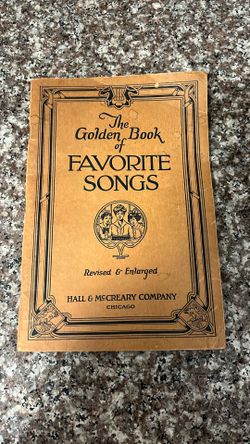 The
Golden Book
of
FAVORITE
SONGS
Revised & Enlarged
HALL & McCREARY COMPANY
CHICAGO